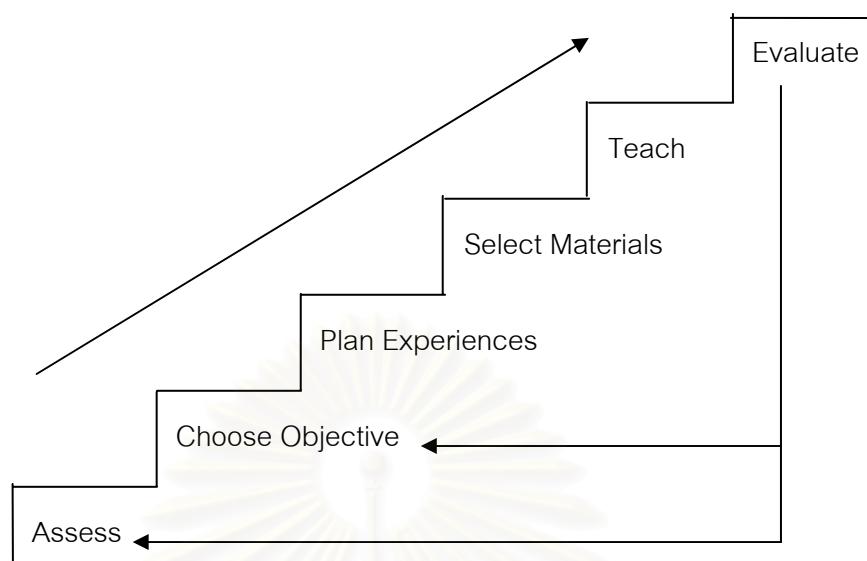 Evaluate
Teach
Select Materials
Plan Experiences
Choose Objective
Assess